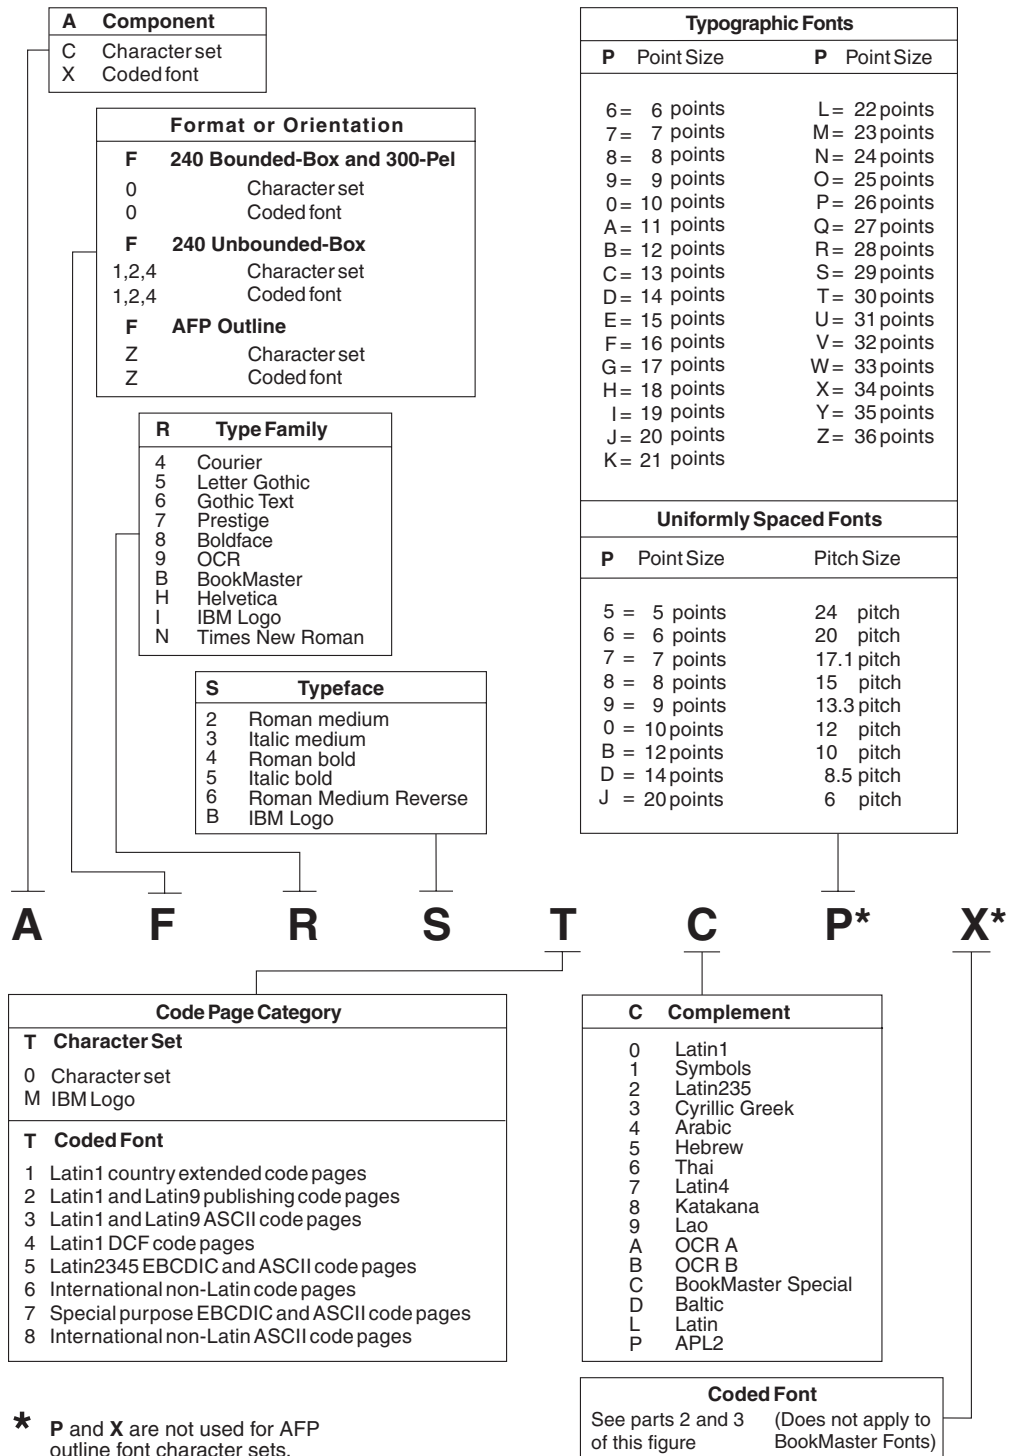 A Component
C Character set
X Coded font
Format or Orientation
F 240 Bounded-Box and 300-Pel
0 Character set
0 Coded font
F 240 Unbounded-Box
1,2,4 Character set
1,2,4 Coded font
F AFP Outline
Z Character set
Z Coded font
R Type Family
4 Courier
5 Letter Gothic
6 Gothic Text
7 Prestige
8 Boldface
9 OCR
B BookMaster
H Helvetica
I IBM Logo
N Times New Roman
S Typeface
2 Roman medium
3 Italic medium
4 Roman bold
5 Italic bold
6 Roman Medium Reverse
B IBM Logo
Typographic Fonts
P Point Size P Point Size
6 = 6 points L = 22 points
7 = 7 points M = 23 points
8 = 8 points N = 24 points
9 = 9 points O = 25 points
0 = 10 points P = 26 points
A = 11 points Q = 27 points
B = 12 points R = 28 points
C = 13 points S = 29 points
D = 14 points T = 30 points
E = 15 points U = 31 points
F = 16 points V = 32 points
G = 17 points W = 33 points
H = 18 points X = 34 points
I = 19 points Y = 35 points
J = 20 points Z = 36 points
K = 21 points
Uniformly Spaced Fonts
P Point Size Pitch Size
5 = 5 points 24 pitch
6 = 6 points 20 pitch
7 = 7 points 17.1 pitch
8 = 8 points 15 pitch
9 = 9 points 13.3 pitch
0 = 10 points 12 pitch
B = 12 points 10 pitch
D = 14 points 8.5 pitch
J = 20 points 6 pitch
A F R S T C P* X*
Code Page Category
T Character Set
0 Character set
M IBM Logo
T Coded Font
1 Latin1 country extended code pages
2 Latin1 and Latin9 publishing code pages
3 Latin1 and Latin9 ASCII code pages
4 Latin1 DCF code pages
5 Latin2345 EBCDIC and ASCII code pages
6 International non-Latin code pages
7 Special purpose EBCDIC and ASCII code pages
8 International non-Latin ASCII code pages
C Complement
0 Latin1
1 Symbols
2 Latin235
3 Cyrillic Greek
4 Arabic
5 Hebrew
6 Thai
7 Latin4
8 Katakana
9 Lao
A OCR A
B OCR B
C BookMaster Special
D Baltic
L Latin
P APL2
Coded Font
See parts 2 and 3 (Does not apply to
of this figure BookMaster Fonts)
* P and X are not used for AFP
outline font character sets.